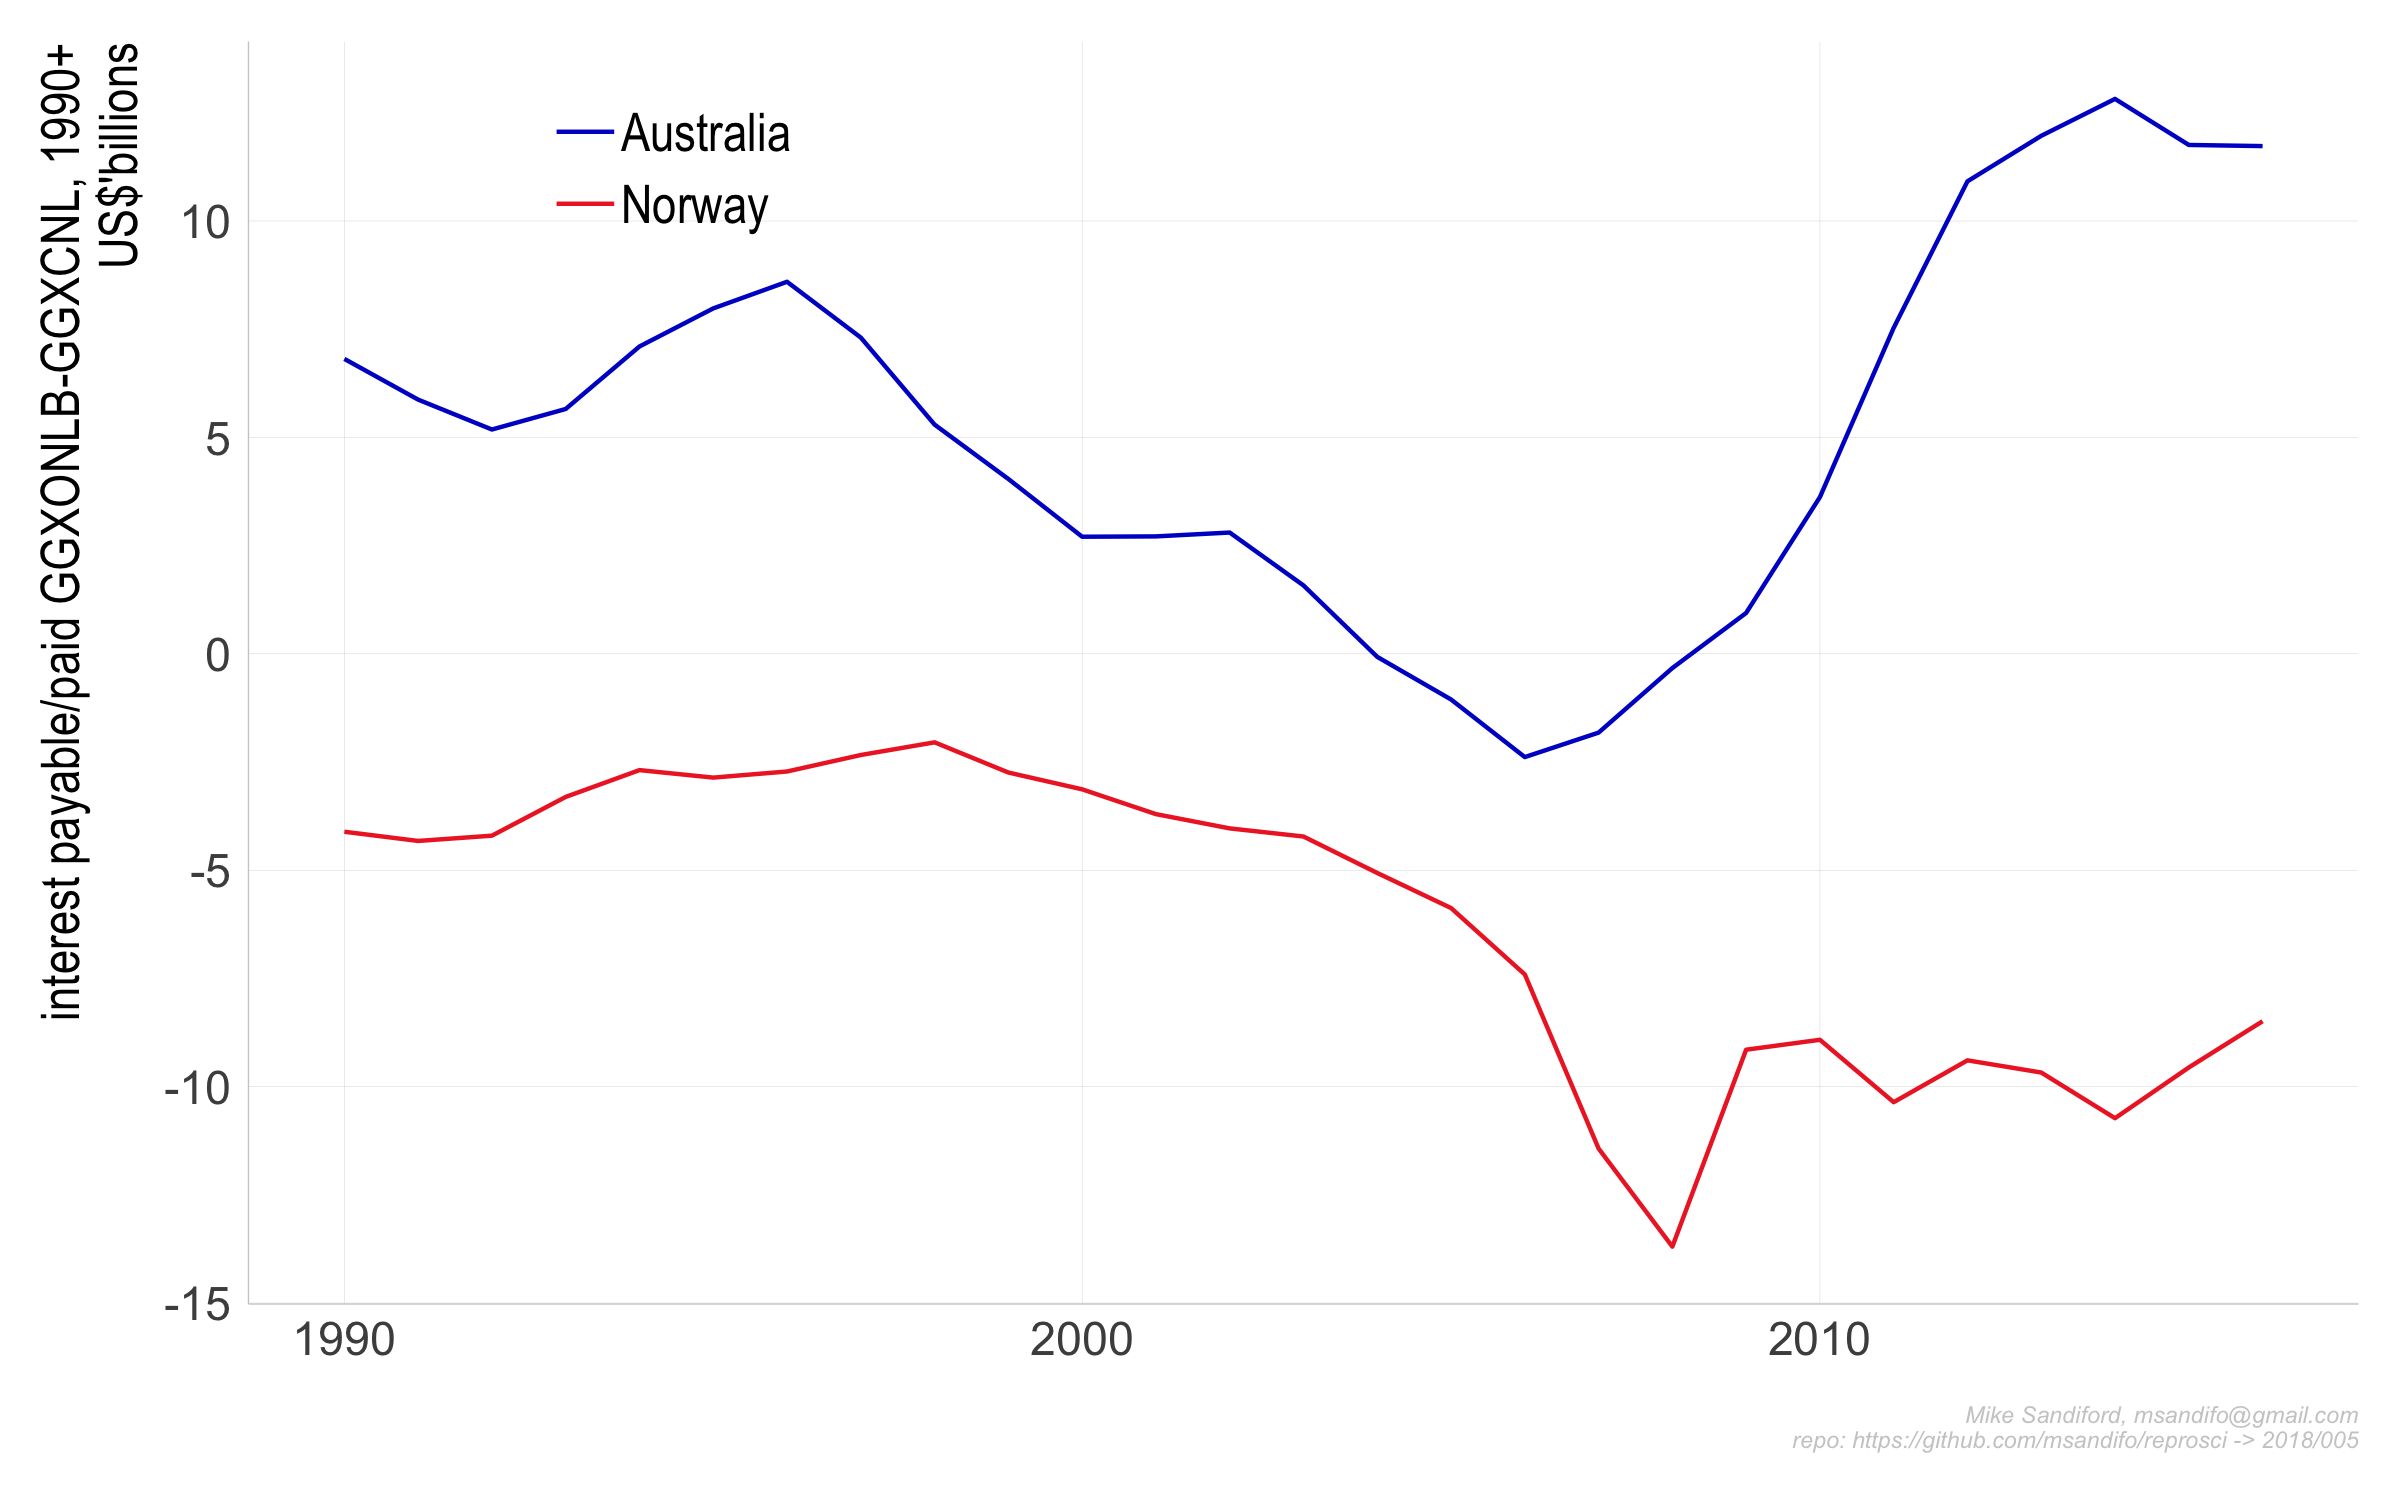 interest payable/paid GGXONLB-GGXCNL, 1990+
US$'billions
Australia
Norway
10
5
0
-5
-10
-15
1990
2000
2010
Mike Sandiford, msandifo@gmail.com
repo: https://github.com/msandifo/reprosci -> 2018/005